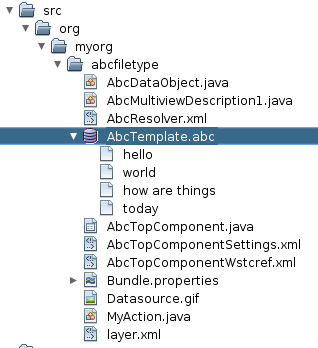 src
org
myorg
abcfiletype
AbcDataObject.java
AbcMultiviewDescription1.java
AbcResolver.xml
AbcTemplate.abc
hello
world
how are things
today
AbcTopComponent.java
AbcTopComponentSettings.xml
AbcTopComponentWstcref.xml
Bundle.properties
Datasource.gif
MyAction.java
layer.xml